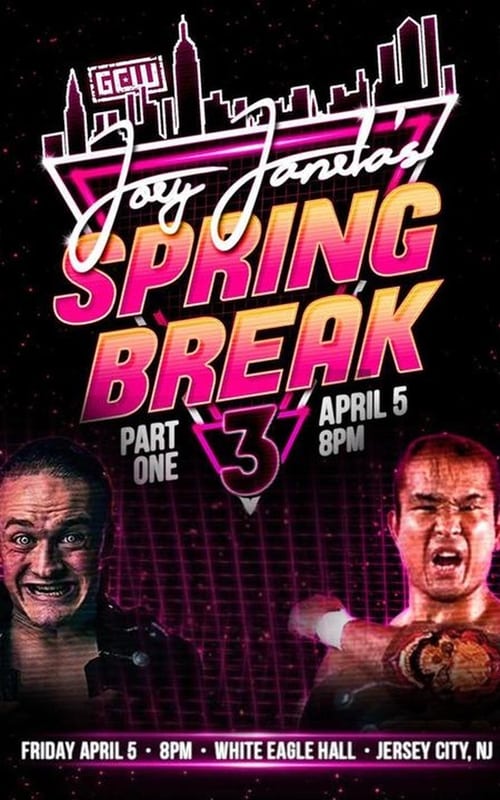 GCW
Joey Janela's
SPRING
BREAK
3
PART
ONE
APRIL 5
8PM
FRIDAY APRIL 5 • 8PM • WHITE EAGLE HALL • JERSEY CITY, NJ